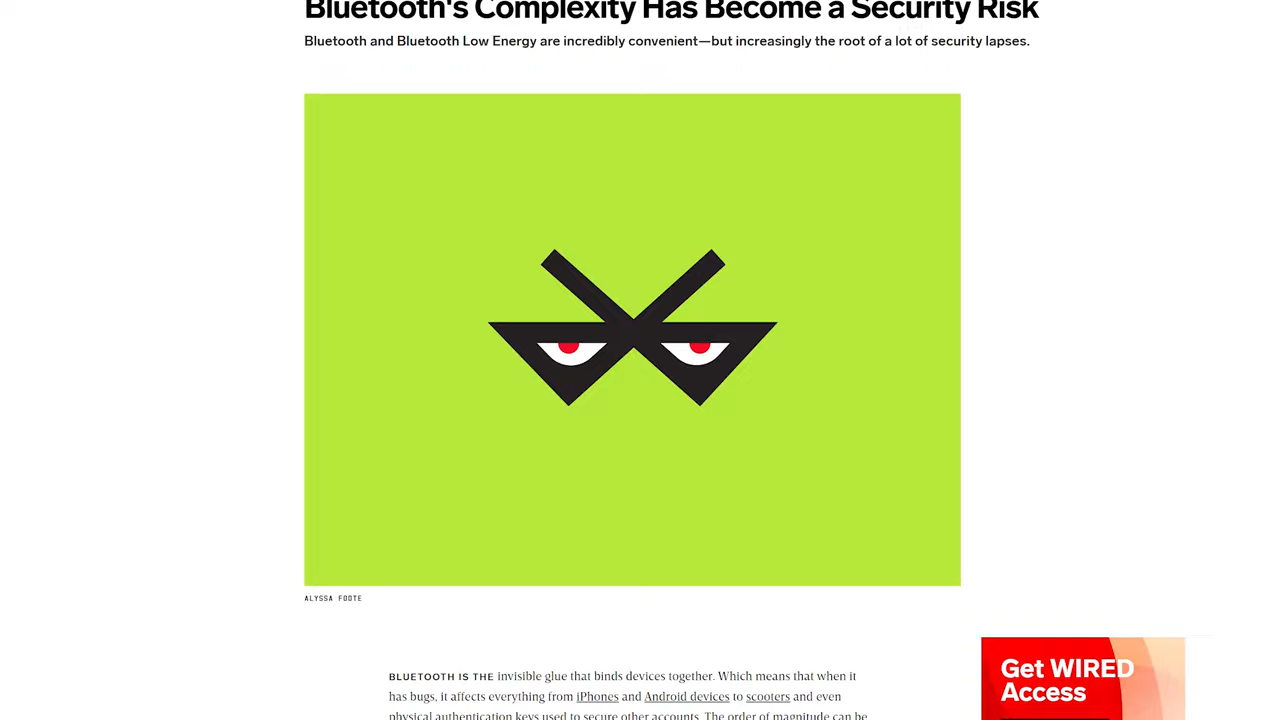 Bluetooth's Complexity Has Become a Security Risk
Bluetooth and Bluetooth Low Energy are incredibly convenient—but increasingly the root of a lot of security lapses.
ALYSSA FOOTE
BLUETOOTH IS THE invisible glue that binds devices together. Which means that when it
has bugs, it affects everything from iPhones and Android devices to scooters and even
physical authentication keys used to secure other accounts. The order of magnitude can be
Get WIRED
Access